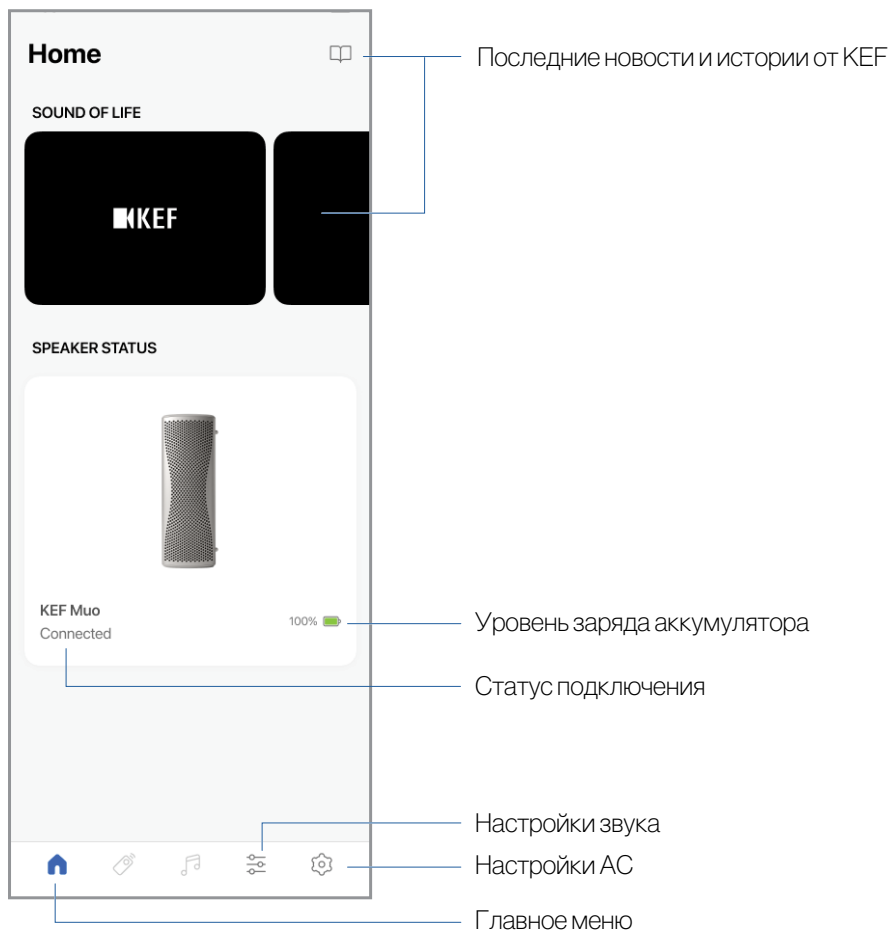 Home
Последние новости и истории от KEF
SOUND OF LIFE
KEF
SPEAKER STATUS
KEF Muo
Connected
100%
Уровень заряда аккумулятора
Статус подключения
Настройки звука
Настройки АС
Главное меню